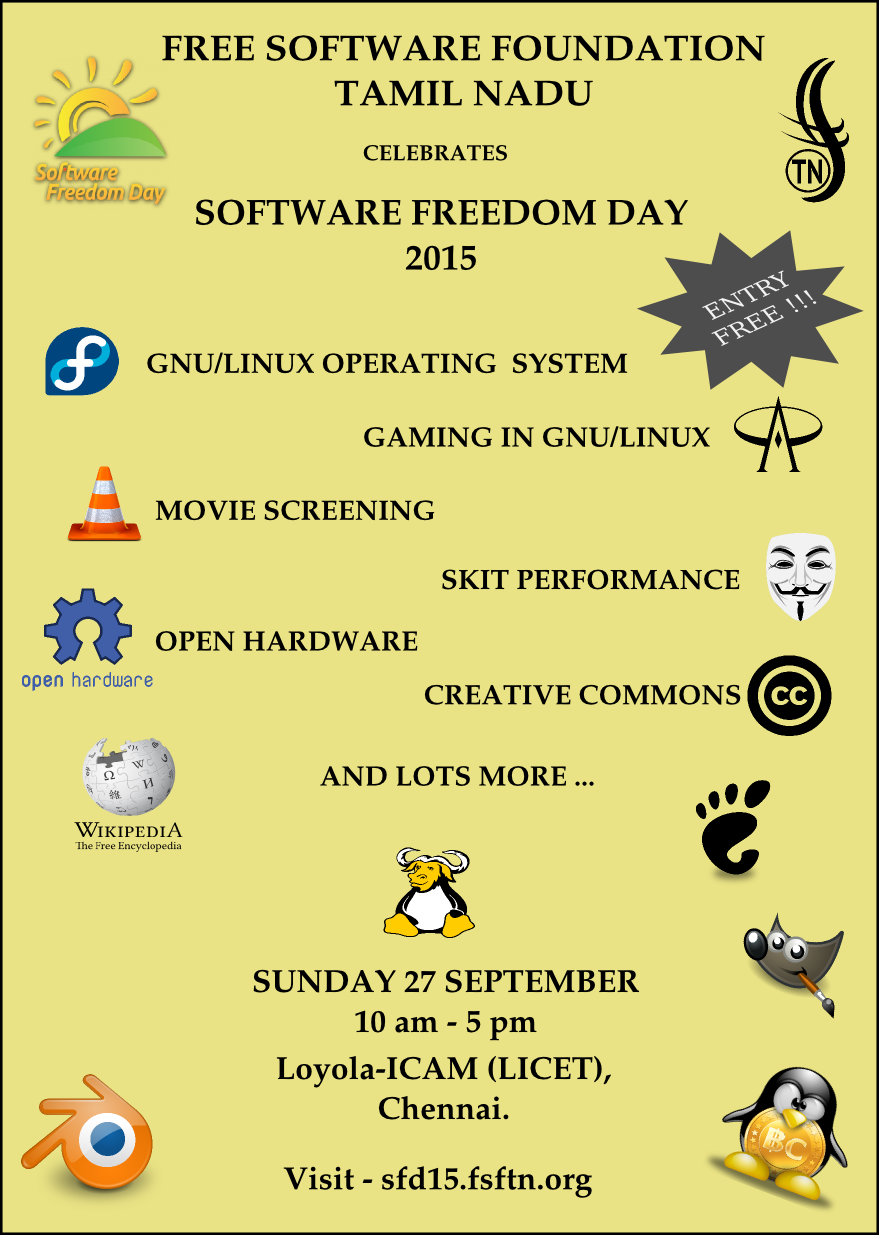 FREE SOFTWARE FOUNDATION
TAMIL NADU
Software
Freedom Day
TN
CELEBRATES
SOFTWARE FREEDOM DAY
2015
ENTRY
FREE !!!
GNU/LINUX OPERATING SYSTEM
GAMING IN GNU/LINUX
MOVIE SCREENING
SKIT PERFORMANCE
OPEN HARDWARE
open hardware
CREATIVE COMMONS
CC
AND LOTS MORE ...
Ω W И
WIKIPEDIA
The Free Encyclopedia
SUNDAY 27 SEPTEMBER
10 am - 5 pm
Loyola-ICAM (LICET),
Chennai.
BC
Visit - sfd15.fsftn.org